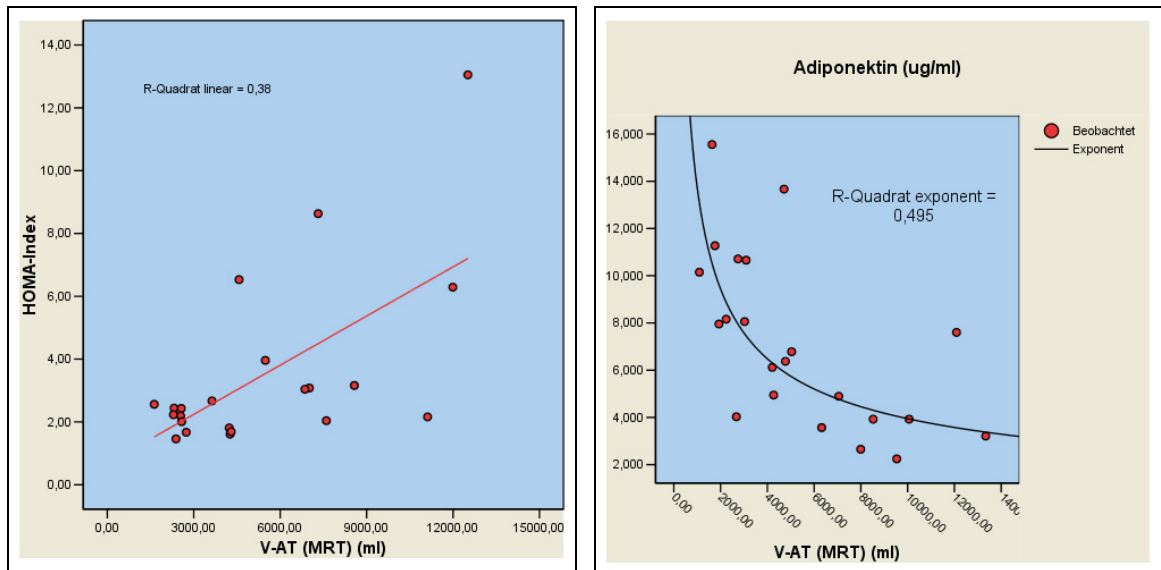 14,00
12,00
10,00
8,00
6,00
4,00
2,00
0,00
HOMA-Index
R-Quadrat linear = 0,38
0,00 3000,00 6000,00 9000,00 12000,00 15000,00
V-AT (MRT) (ml)
Adiponektin (ug/ml)
16,000
14,000
12,000
10,000
8,000
6,000
4,000
2,000
R-Quadrat exponent =
0,495
Beobachtet
Exponent
0,00 2000,00 4000,00 6000,00 8000,00 10000,00 12000,00 1400
V-AT (MRT) (ml)